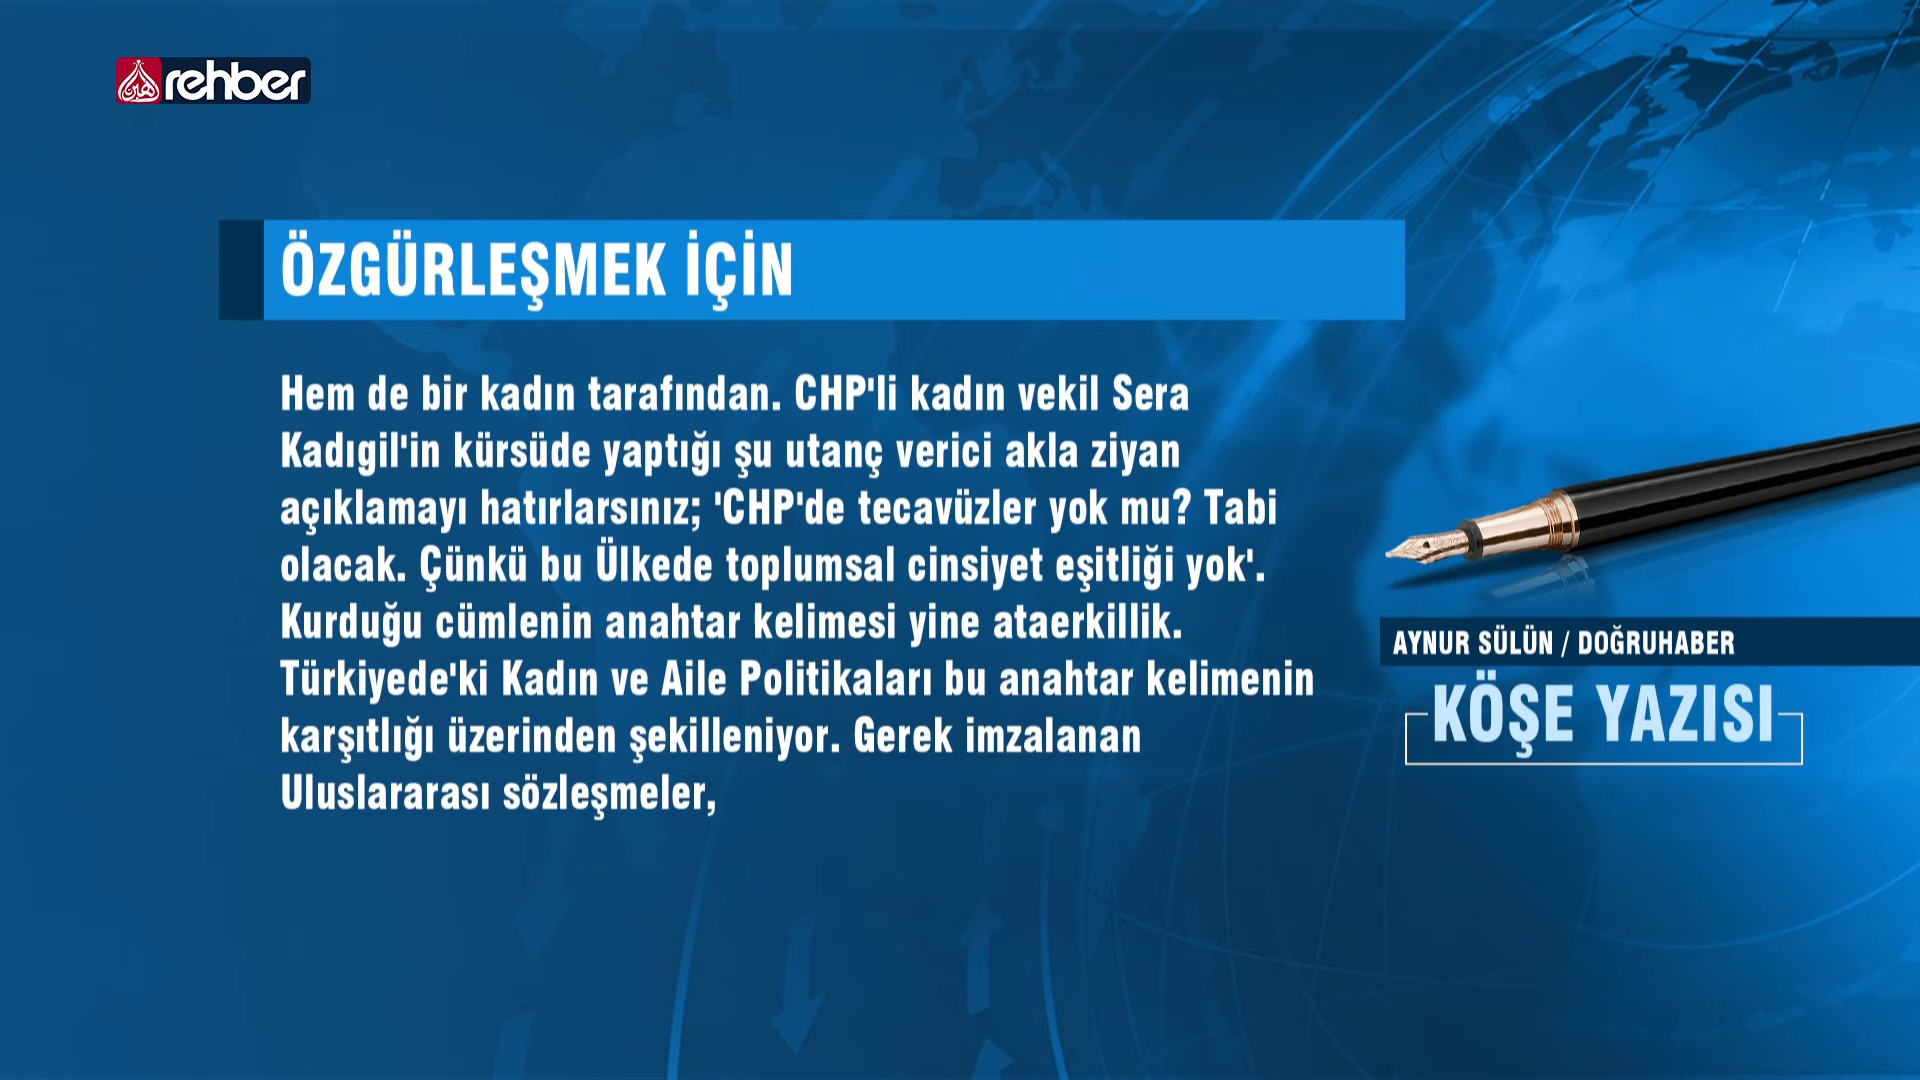 rehber
ÖZGÜRLEŞMEK İÇİN
Hem de bir kadın tarafından. CHP'li kadın vekil Sera
Kadıgil'in kürsüde yaptığı şu utanç verici akla ziyan
açıklamayı hatırlarsınız; 'CHP'de tecavüzler yok mu? Tabi
olacak. Çünkü bu Ülkede toplumsal cinsiyet eşitliği yok'.
Kurduğu cümlenin anahtar kelimesi yine ataerkillik.
Türkiyede'ki Kadın ve Aile Politikaları bu anahtar kelimenin
karşıtlığı üzerinden şekilleniyor. Gerek imzalanan
Uluslararası sözleşmeler,
AYNUR SÜLÜN / DOĞRUHABER
KÖŞE YAZISI